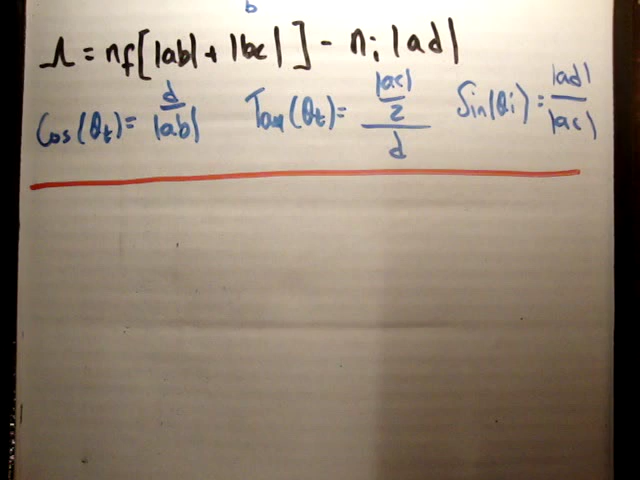 b
Λ = nf[|ab| + |bc|] - ni |ad|
Cos(θt) = d/|ab| Tan(θt) = (|ac|/2)/d Sin(θi) = |ad|/|ac|